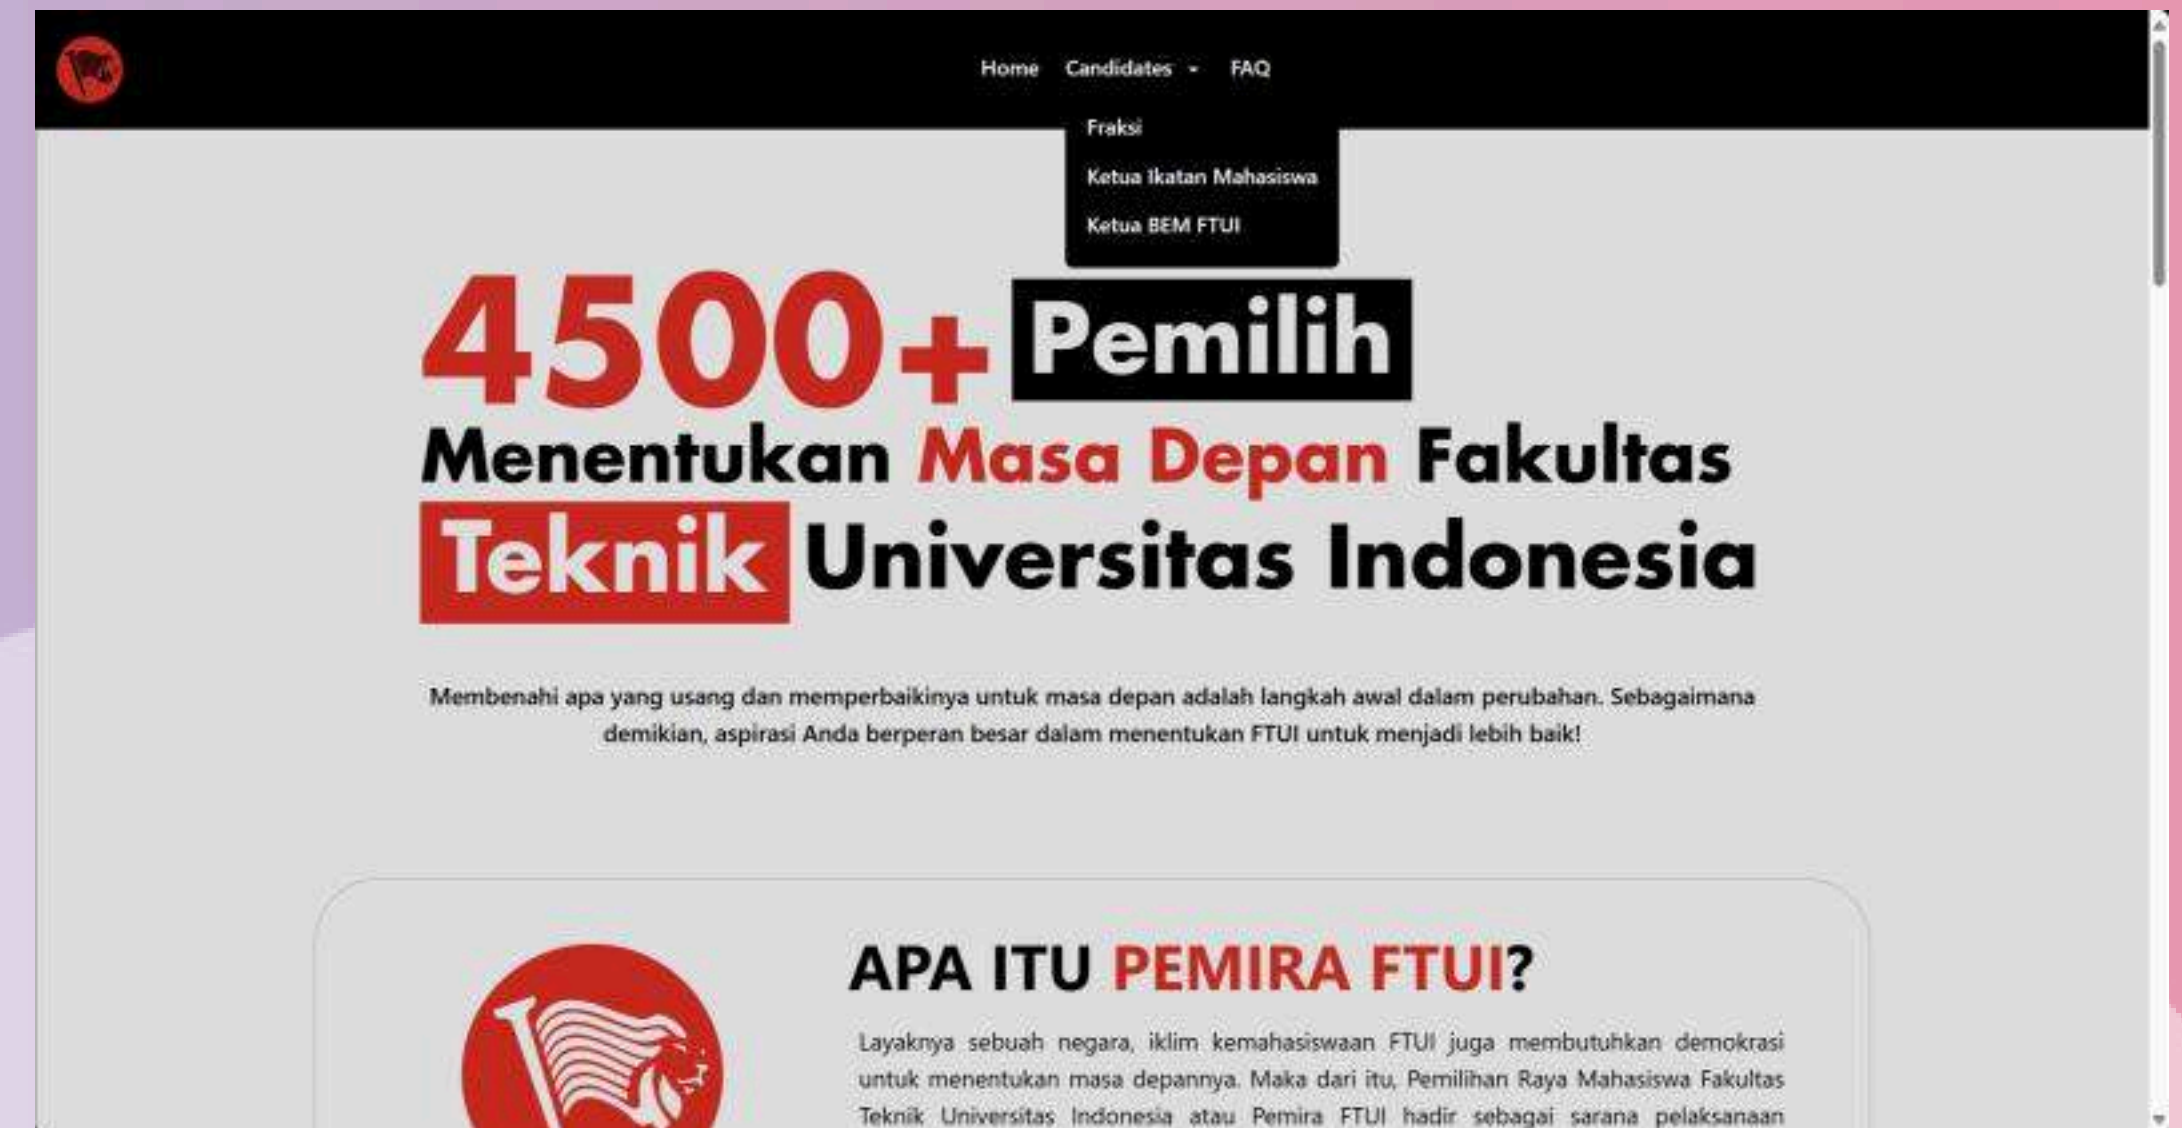 Home Candidates FAQ
Fraksi
Ketua Ikatan Mahasiswa
Ketua BEM FTUI
4500+ Pemilih
Menentukan Masa Depan Fakultas
Teknik Universitas Indonesia
Membenahi apa yang usang dan memperbaikinya untuk masa depan adalah langkah awal dalam perubahan. Sebagaimana
demikian, aspirasi Anda berperan besar dalam menentukan FTUI untuk menjadi lebih baik!
APA ITU PEMIRA FTUI?
Layaknya sebuah negara, iklim kemahasiswaan FTUI juga membutuhkan demokrasi
untuk menentukan masa depannya. Maka dari itu, Pemilihan Raya Mahasiswa Fakultas
Teknik Universitas Indonesia atau Pemira FTUI hadir sebagai sarana pelaksanaan